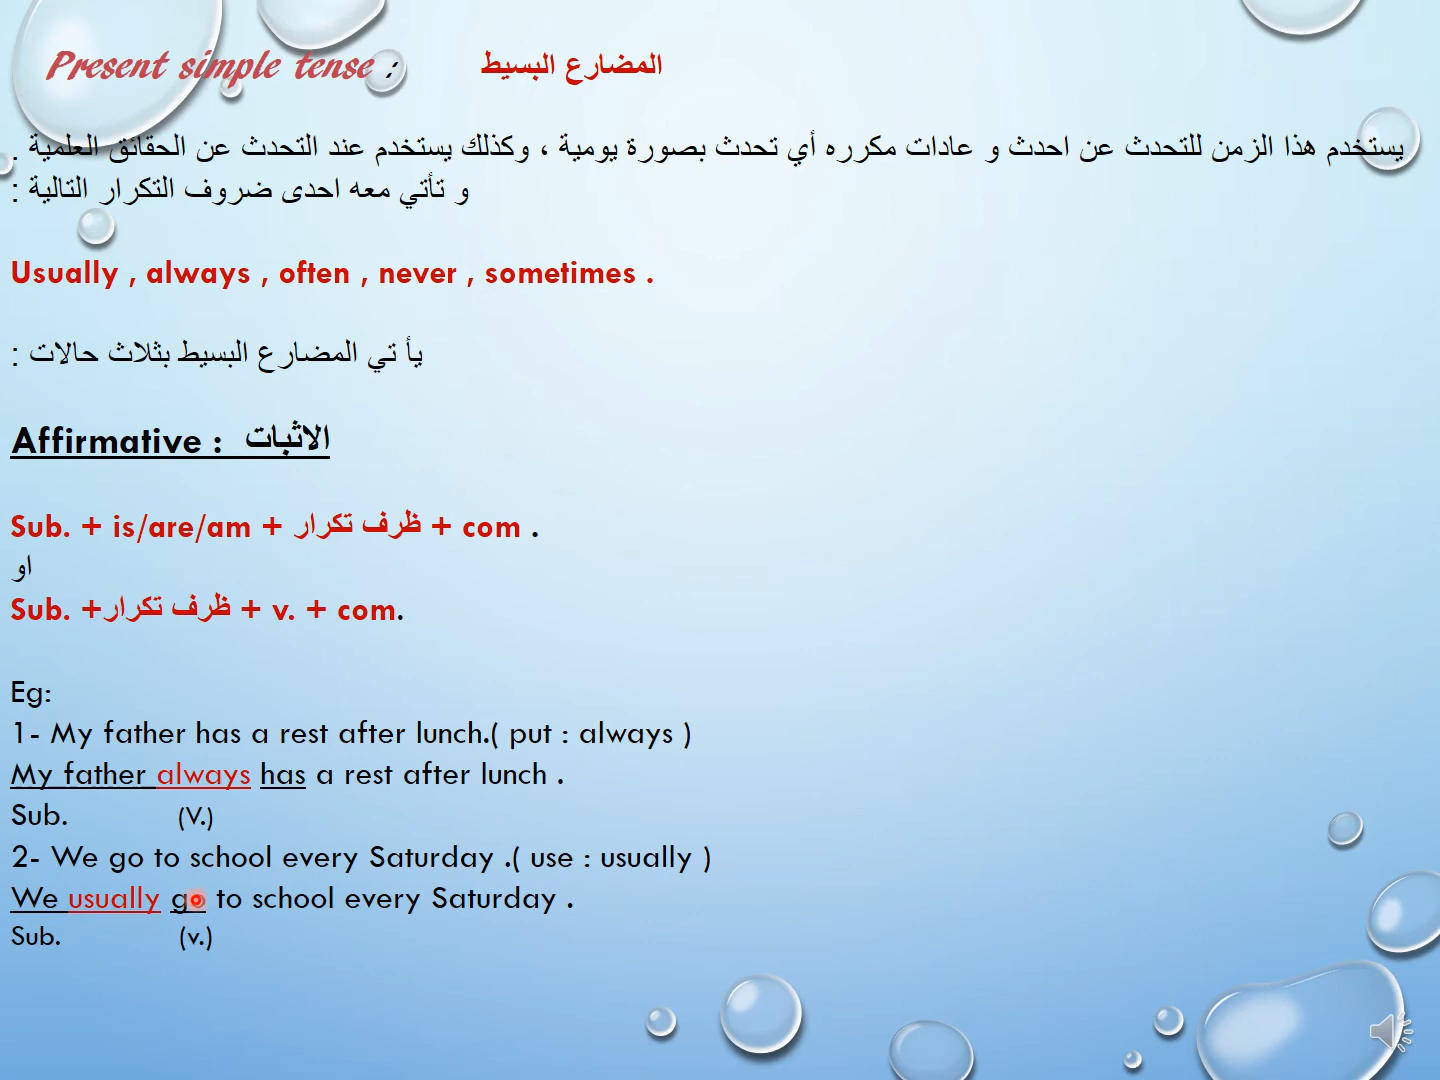 Present simple tense : المضارع البسيط
يستخدم هذا الزمن للتحدث عن احدث و عادات مكرره أي تحدث بصورة يومية ، وكذلك يستخدم عند التحدث عن الحقائق العلمية .
و تأتي معه احدى ضروف التكرار التالية :
Usually , always , often , never , sometimes .
يأ تي المضارع البسيط بثلاث حالات :
Affirmative : الاثبات
Sub. + is/are/am + ظرف تكرار + com .
او
Sub. +ظرف تكرار + v. + com.
Eg:
1- My father has a rest after lunch.( put : always )
My father always has a rest after lunch .
Sub. (V.)
2- We go to school every Saturday .( use : usually )
We usually go to school every Saturday .
Sub. (v.)